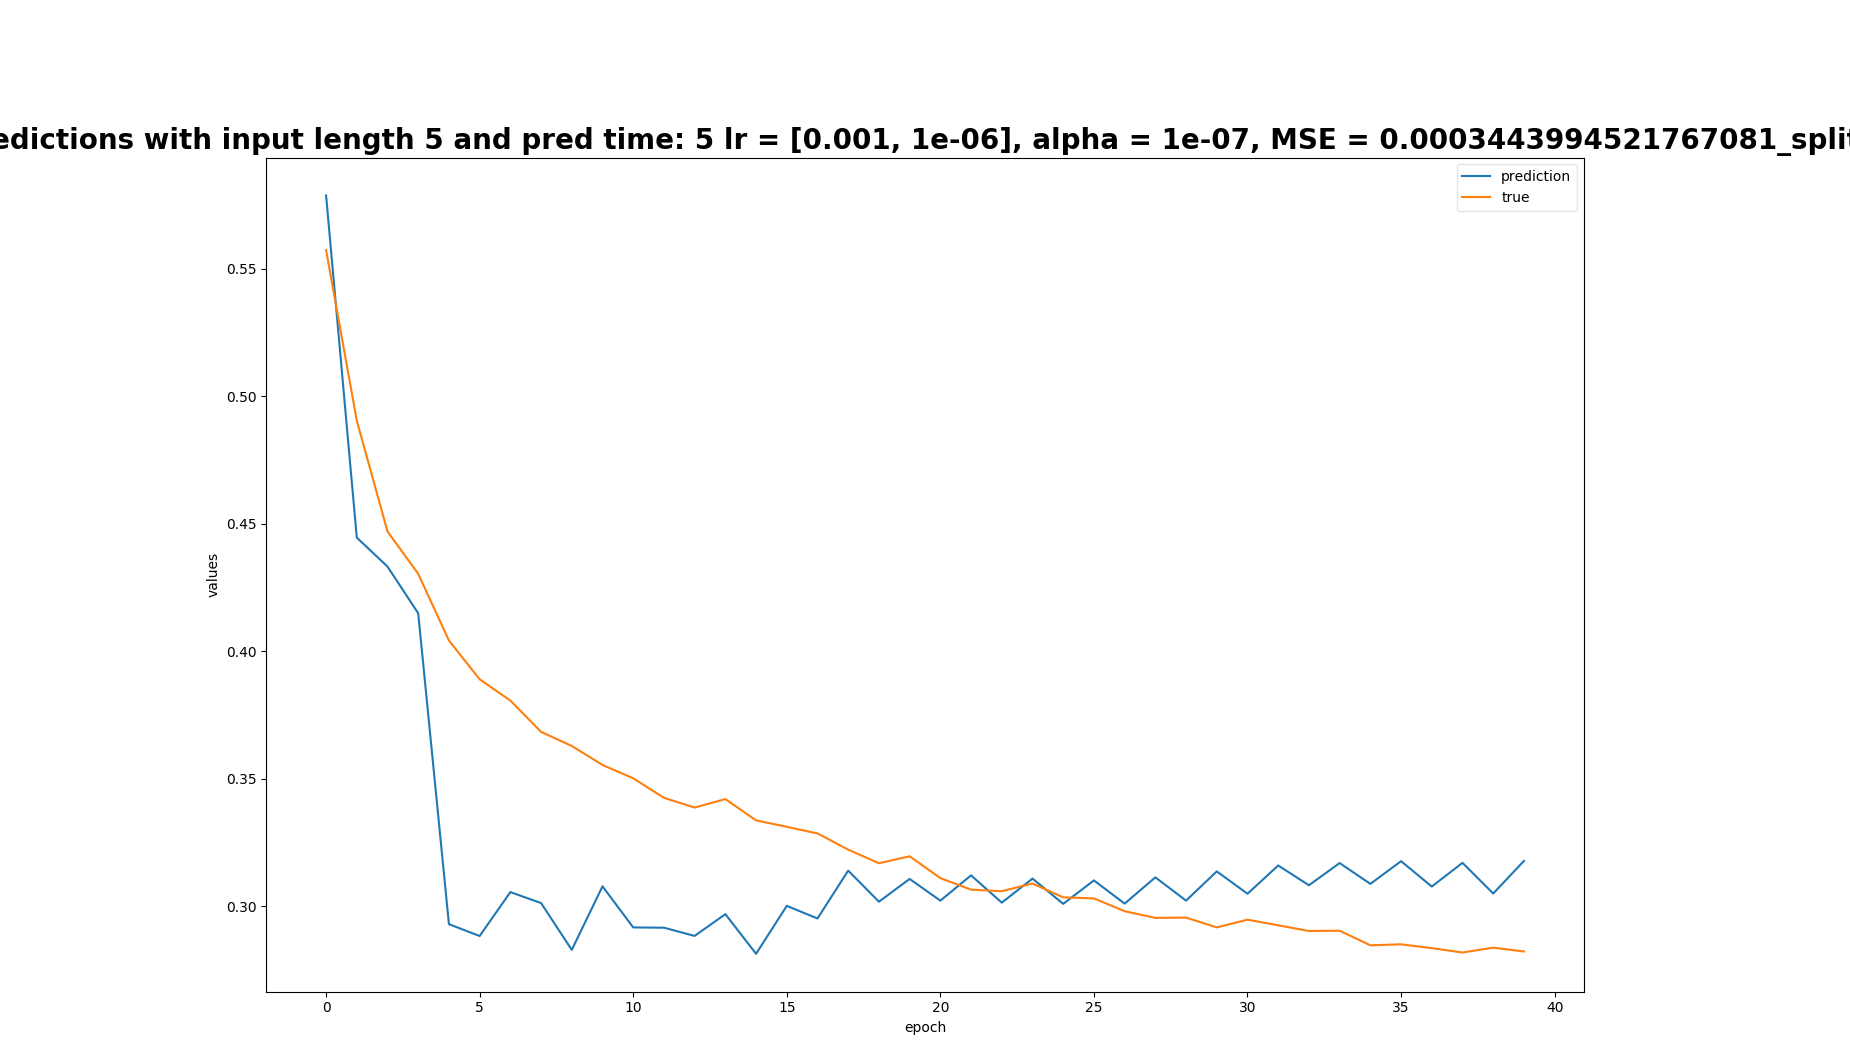 edictions with input length 5 and pred time: 5 lr = [0.001, 1e-06], alpha = 1e-07, MSE = 0.0003443994521767081_split
prediction
true
0.55
0.50
0.45
0.40
0.35
0.30
values
0 5 10 15 20 25 30 35 40
epoch